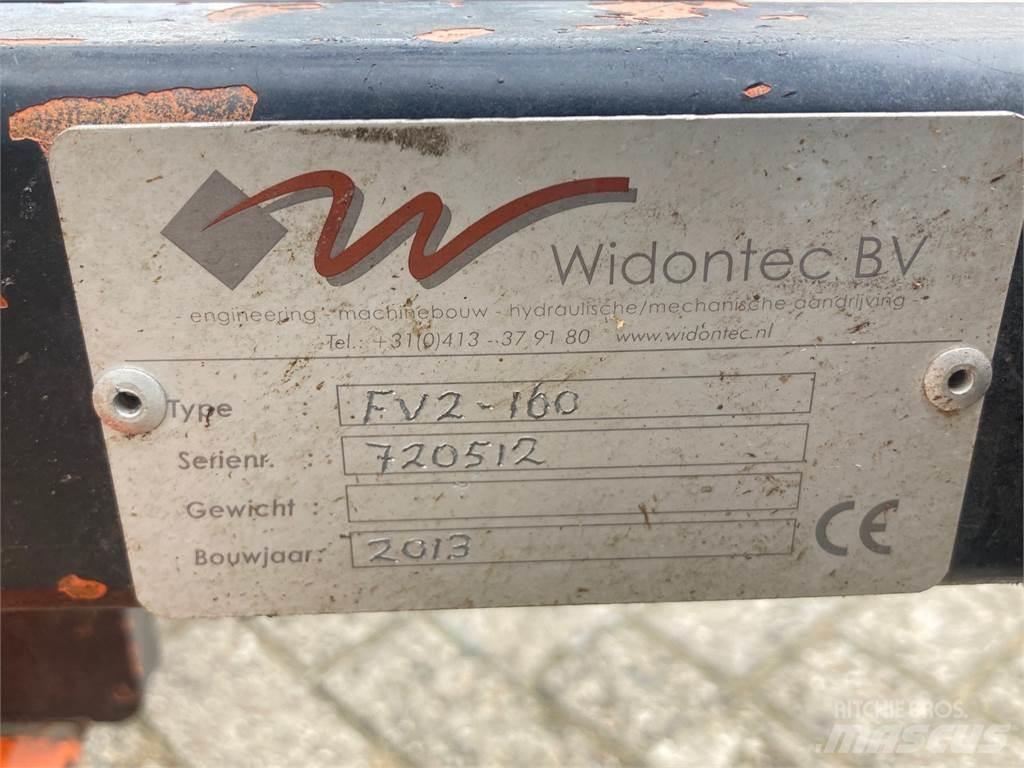 Widontec BV
- engineering - machinebouw - hydraulische/mechanische aandrijving -
Tel.: +31(0)413 - 37 91 80 www.widontec.nl
Type : FV2-160
Serienr. : 720512
Gewicht :
Bouwjaar: 2013
CE
RITCHIE BROS.
MASCUS